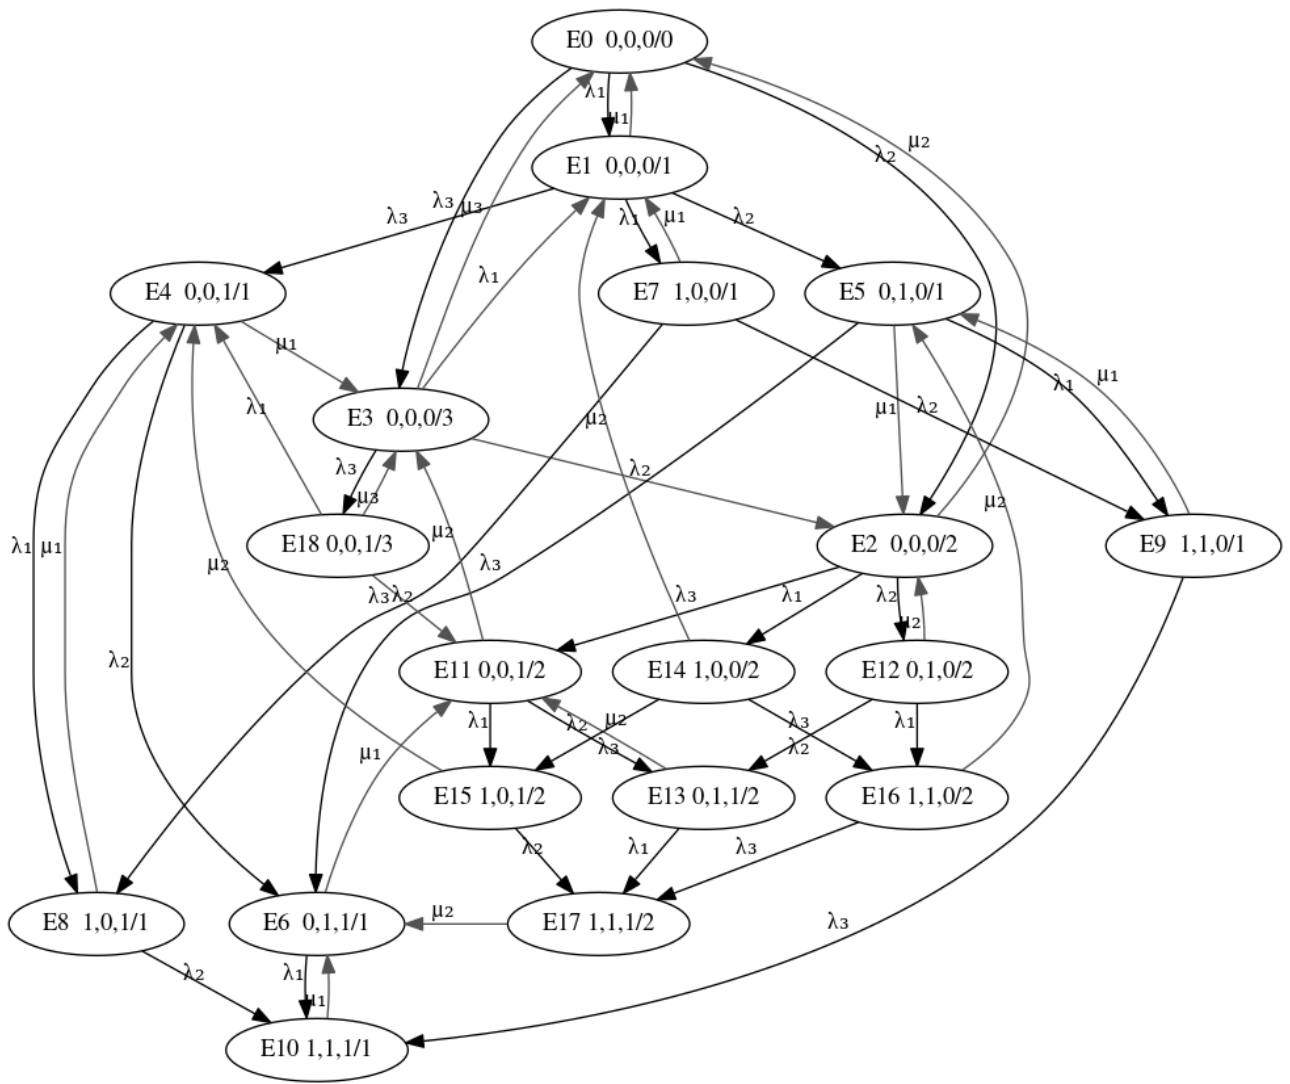 E0 0,0,0/0
λ₁
μ₁
μ₂
λ₂
E1 0,0,0/1
λ₃
λ₃
μ₃
λ₁
μ₁
λ₂
λ₁
E4 0,0,1/1
E7 1,0,0/1
E5 0,1,0/1
μ₁
λ₁
μ₁
λ₁
μ₂
μ₁
λ₂
E3 0,0,0/3
λ₃
λ₂
μ₃
μ₂
μ₂
λ₁
μ₁
E18 0,0,1/3
E2 0,0,0/2
E9 1,1,0/1
μ₂
λ₃
λ₃
λ₂
λ₃
λ₁
λ₂
μ₂
λ₂
E11 0,0,1/2
E14 1,0,0/2
E12 0,1,0/2
λ₁
λ₂
μ₂
λ₃
λ₃
λ₂
λ₁
μ₁
E15 1,0,1/2
E13 0,1,1/2
E16 1,1,0/2
λ₂
λ₁
λ₃
E8 1,0,1/1
E6 0,1,1/1
μ₂
E17 1,1,1/2
λ₃
λ₂
λ₁
μ₁
E10 1,1,1/1